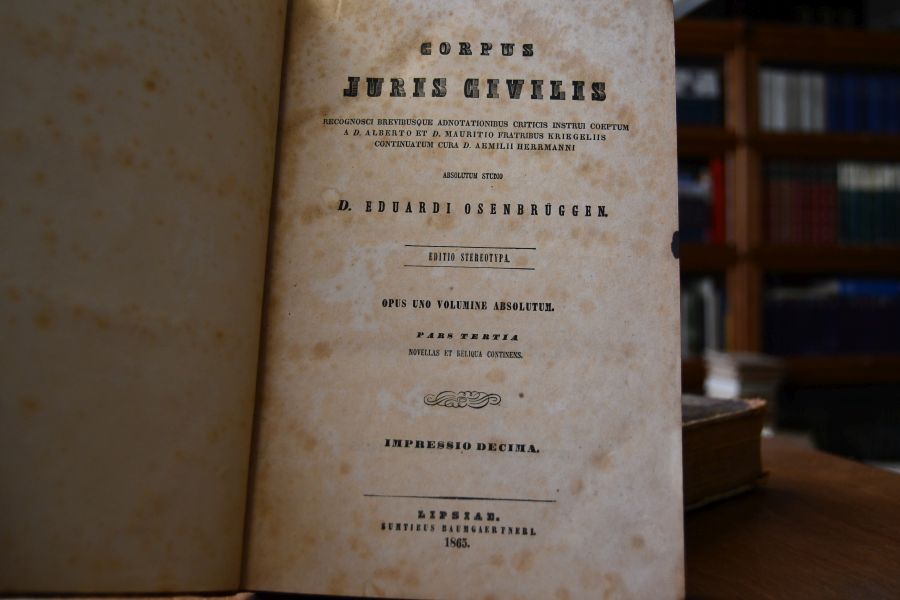 CORPUS
JURIS CIVILIS
RECOGNOSCI BREVIBUSQUE ADNOTATIONIBUS CRITICIS INSTRUI COEPTUM
A D. ALBERTO ET D. MAURITIO FRATRIBUS KRIEGELIIS
CONTINUATUM CURA D. AEMILII HERRMANNI
ABSOLUTUM STUDIO
D. EDUARDI OSENBRÜGGEN.
EDITIO STEREOTYPA.
OPUS UNO VOLUMINE ABSOLUTUM.
PARS TERTIA
NOVELLAS ET RELIQUA CONTINENS.
IMPRESSIO DECIMA.
LIPSIAE.
SUMTIBUS BAUMGAERTNERI.
1865.